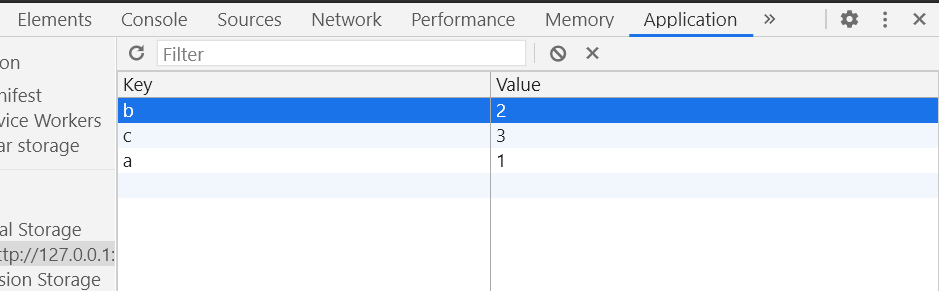 Elements Console Sources Network Performance Memory Application »
on
Filter
nifest
vice Workers
ar storage
Key Value
b 2
c 3
a 1
al Storage
ttp://127.0.0.1:
sion Storage